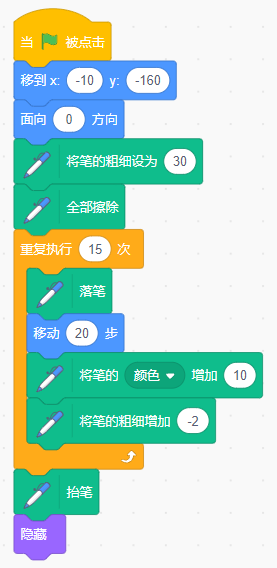 当 被点击
移到 x: -10 y: -160
面向 0 方向
将笔的粗细设为 30
全部擦除
重复执行 15 次
落笔
移动 20 步
将笔的 颜色 增加 10
将笔的粗细增加 -2
抬笔
隐藏